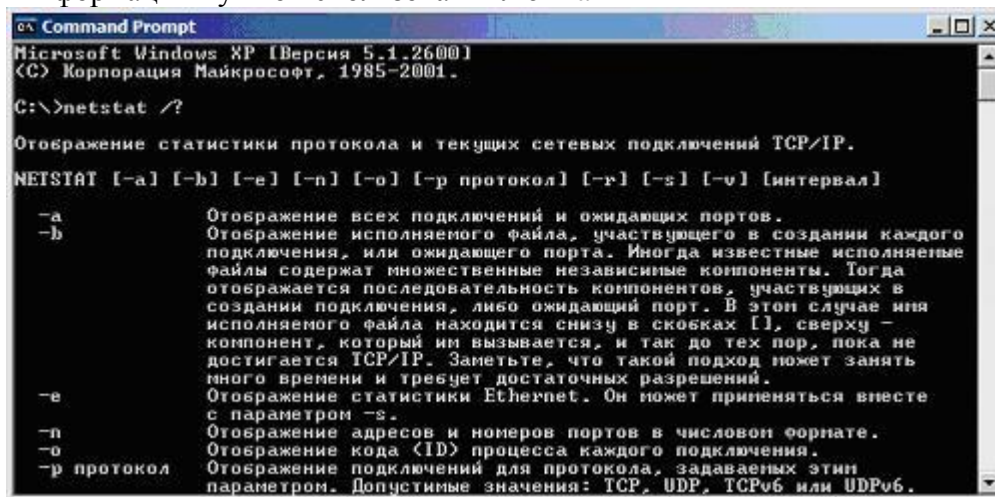 Command Prompt
Microsoft Windows XP [Версия 5.1.2600]
(С) Корпорация Майкрософт, 1985-2001.
C:\>netstat /?
Отображение статистики протокола и текущих сетевых подключений TCP/IP.
NETSTAT [-a] [-b] [-e] [-n] [-o] [-p протокол] [-r] [-s] [-v] [интервал]
-a Отображение всех подключений и ожидающих портов.
-b Отображение исполняемого файла, участвующего в создании каждого
подключения, или ожидающего порта. Иногда известные исполняемые
файлы содержат множественные независимые компоненты. Тогда
отображается последовательность компонентов, участвующих в
создании подключения, либо ожидающий порт. В этом случае имя
исполняемого файла находится снизу в скобках [], сверху -
компонент, который им вызывается, и так до тех пор, пока не
достигается TCP/IP. Заметьте, что такой подход может занять
много времени и требует достаточных разрешений.
-e Отображение статистики Ethernet. Он может применяться вместе
с параметром -s.
-n Отображение адресов и номеров портов в числовом формате.
-o Отображение кода (ID) процесса каждого подключения.
-p протокол Отображение подключений для протокола, задаваемых этим
параметром. Допустимые значения: TCP, UDP, TCPv6 или UDPv6.